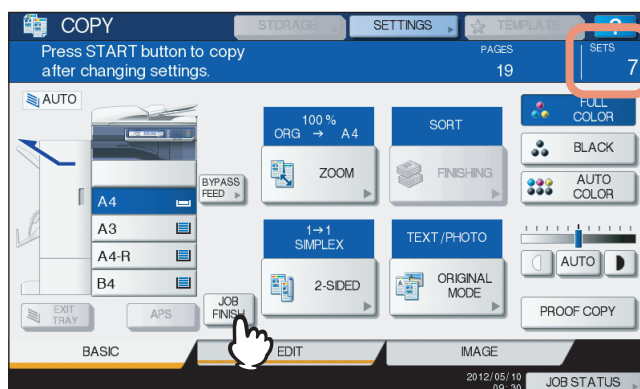 COPY
STORAGE
SETTINGS
TEMPLATE
?
Press START button to copy
after changing settings.
PAGES
19
SETS
7
AUTO
100 %
ORG → A4
ZOOM
SORT
FINISHING
FULL
COLOR
BLACK
AUTO
COLOR
BYPASS
FEED
A4
A3
A4-R
B4
1→1
SIMPLEX
2-SIDED
TEXT/PHOTO
ORIGINAL
MODE
AUTO
EXIT
TRAY
APS
JOB
FINISH
PROOF COPY
BASIC
EDIT
IMAGE
2012/05/10
09:30
JOB STATUS